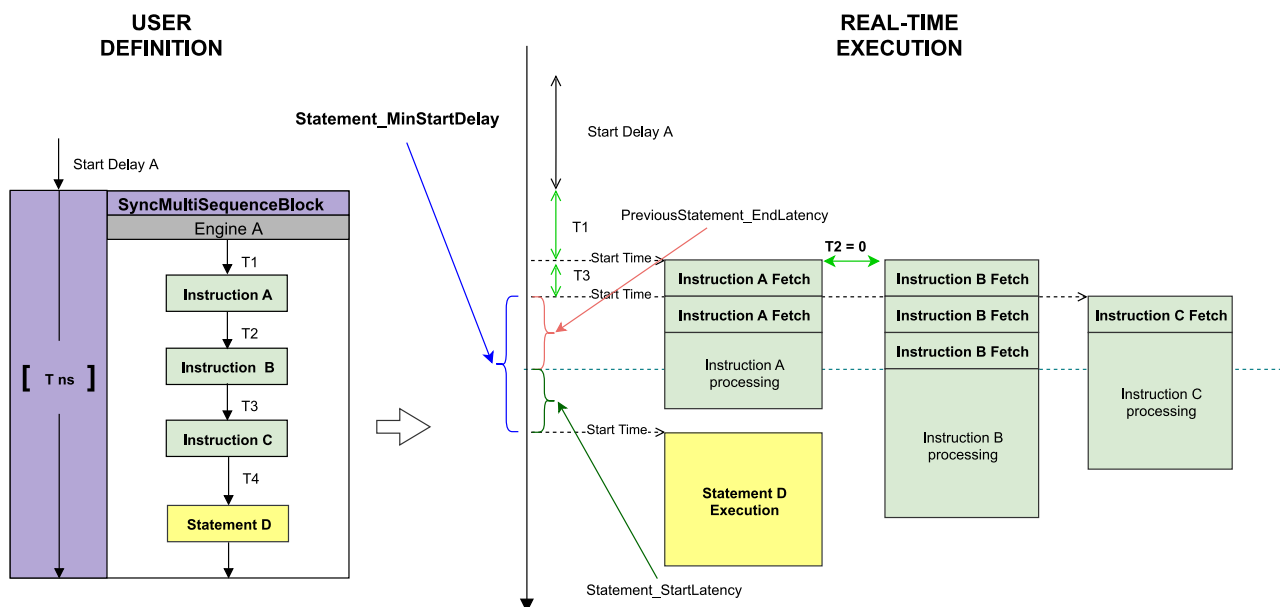 USER
DEFINITION
Start Delay A
SyncMultiSequenceBlock
Engine A
T1
Instruction A
T2
Instruction B
[ T ns ]
T3
Instruction C
T4
Statement D
REAL-TIME
EXECUTION
Statement_MinStartDelay
Start Delay A
PreviousStatement_EndLatency
T1
T2 = 0
Start Time
T3
Start Time
Instruction A Fetch
Instruction B Fetch
Instruction A Fetch
Instruction B Fetch
Instruction C Fetch
Instruction B Fetch
Instruction A
processing
Instruction C
processing
Instruction B
processing
Start Time
Statement D
Execution
Statement_StartLatency